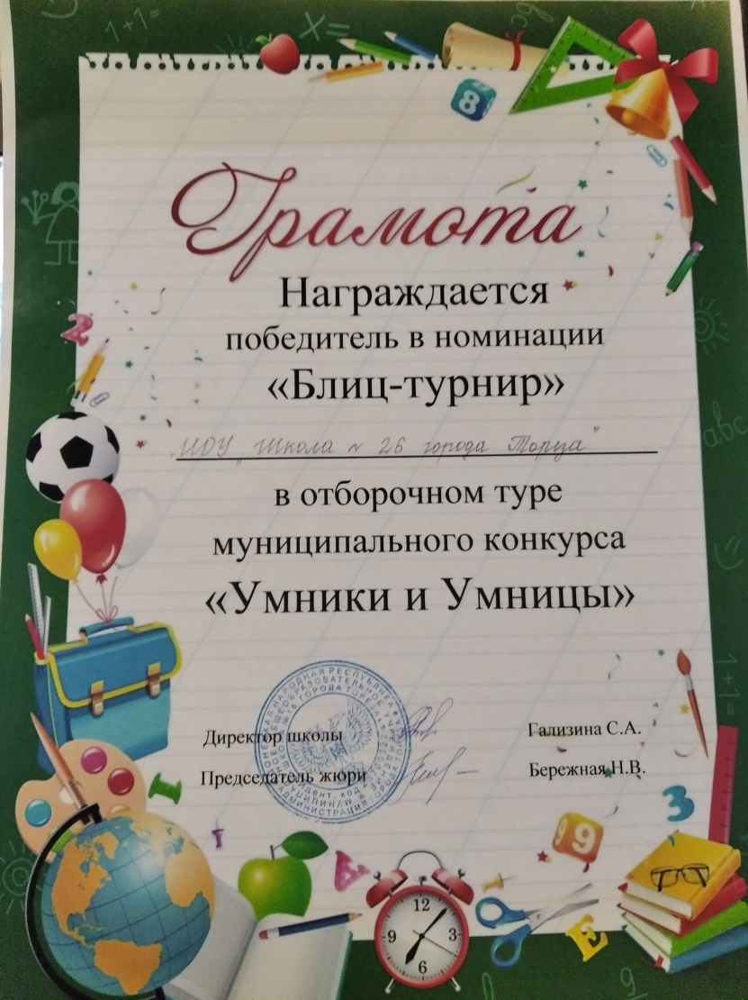 Грамота
Награждается
победитель в номинации
«Блиц-турнир»
МОУ "Школа № 26 города Тореза"
в отборочном туре
муниципального конкурса
«Умники и Умницы»
Директор школы Гализина С.А.
Председатель жюри Бережная Н.В.